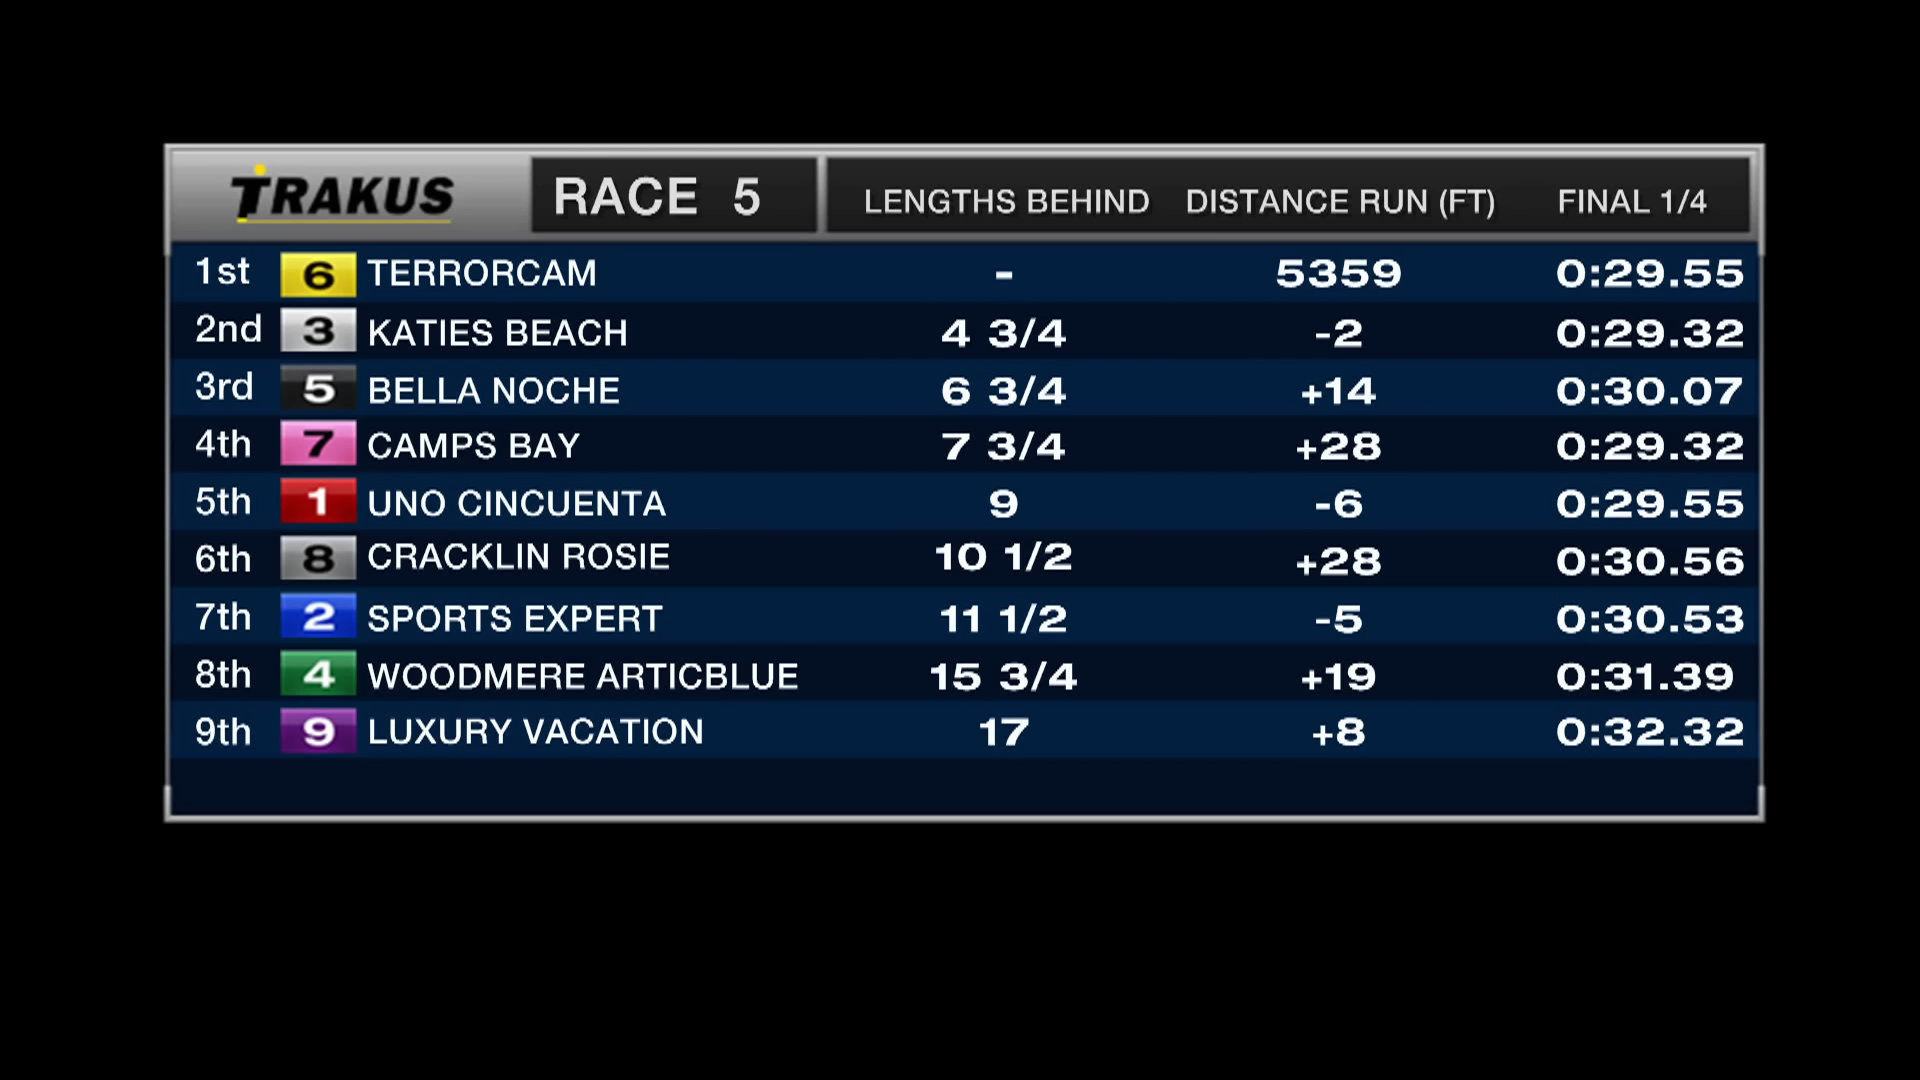 TRAKUS RACE 5 LENGTHS BEHIND DISTANCE RUN (FT) FINAL 1/4
1st 6 TERRORCAM - 5359 0:29.55
2nd 3 KATIES BEACH 4 3/4 -2 0:29.32
3rd 5 BELLA NOCHE 6 3/4 +14 0:30.07
4th 7 CAMPS BAY 7 3/4 +28 0:29.32
5th 1 UNO CINCUENTA 9 -6 0:29.55
6th 8 CRACKLIN ROSIE 10 1/2 +28 0:30.56
7th 2 SPORTS EXPERT 11 1/2 -5 0:30.53
8th 4 WOODMERE ARTICBLUE 15 3/4 +19 0:31.39
9th 9 LUXURY VACATION 17 +8 0:32.32